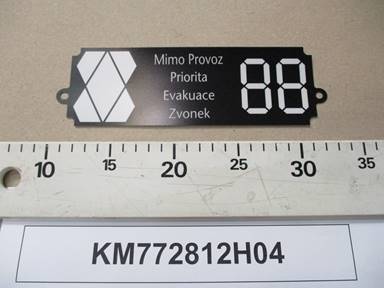 Mimo Provoz
Priorita
Evakuace
Zvonek
88
10 15 20 25 30 35
KM772812H04